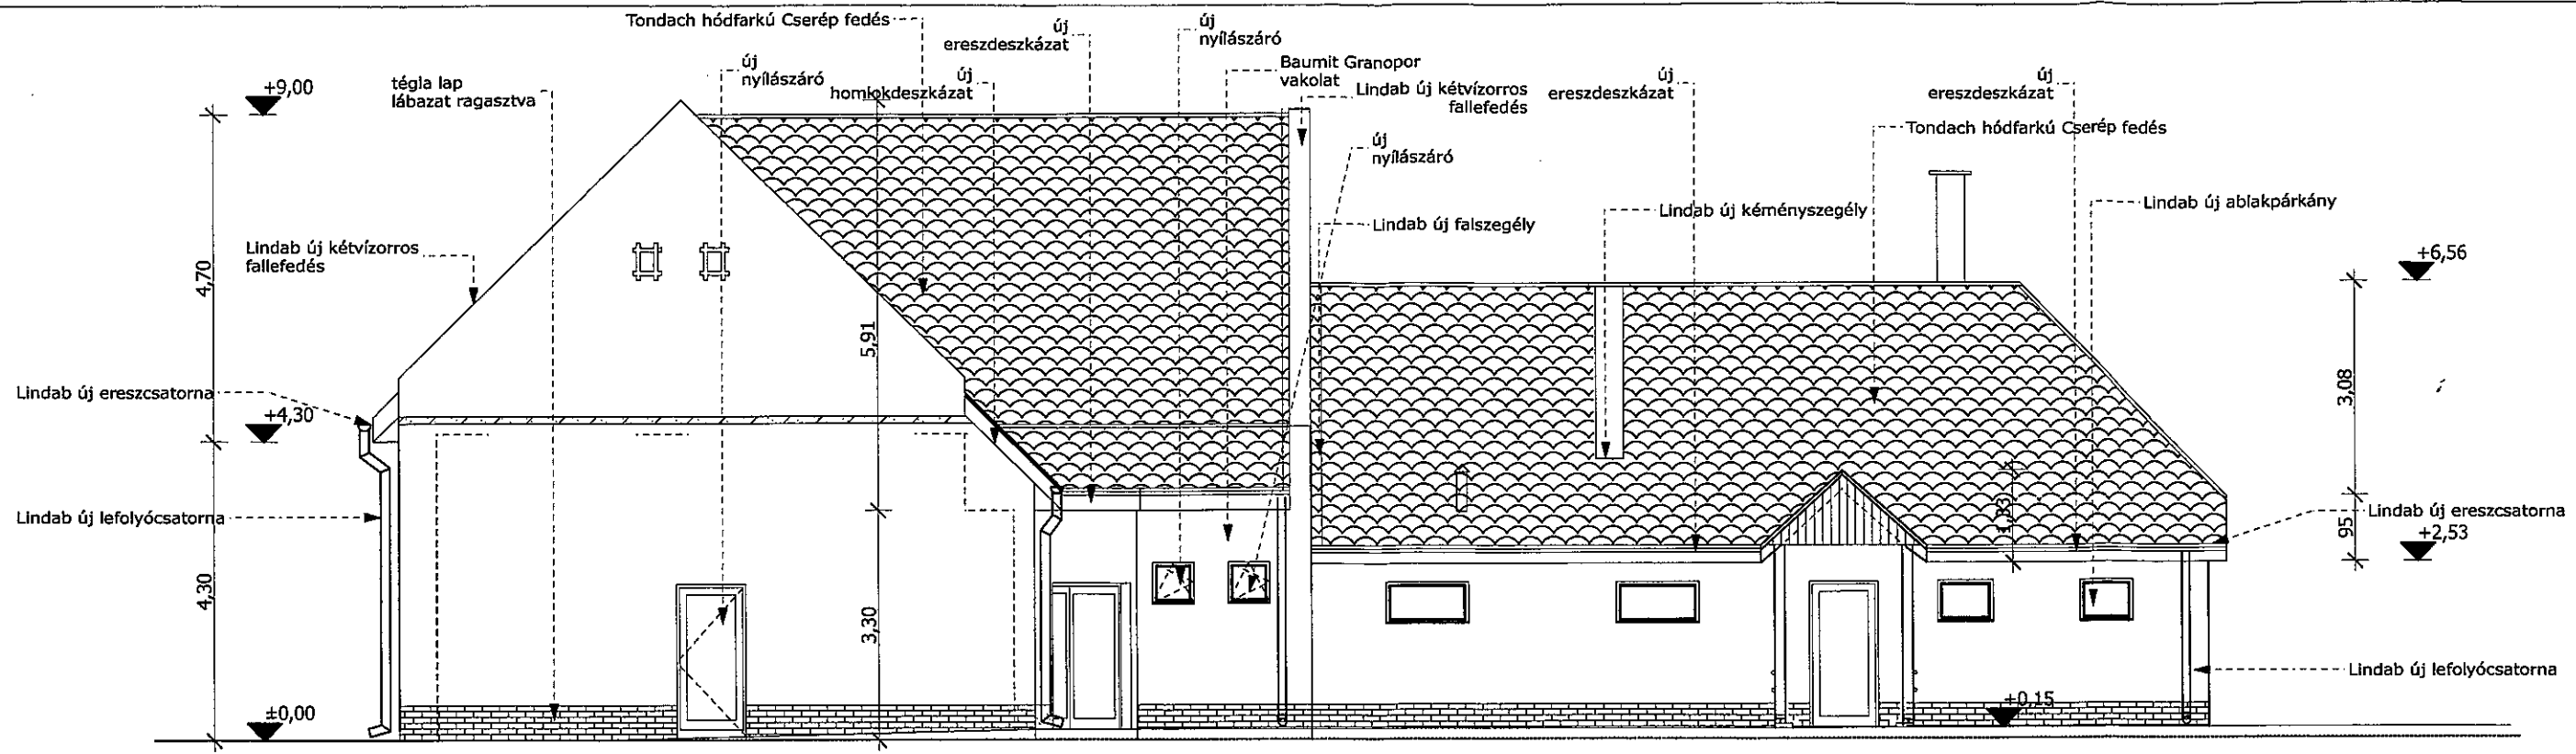 Tondach hódfarkú Cserép fedés
új
ereszdeszkázat
új
nyílászáró
új
nyílászáró
Baumit Granopor
vakolat
új
homlokdeszkázat
Lindab új kétvízorros
fallefedés
új
ereszdeszkázat
új
ereszdeszkázat
tégla lap
lábazat ragasztva
+9,00
Tondach hódfarkú Cserép fedés
új
nyílászáró
Lindab új ablakpárkány
Lindab új kéményszegély
Lindab új falszegély
Lindab új kétvízorros
fallefedés
+6,56
4,70
5,91
3,08
Lindab új ereszcsatorna
+4,30
Lindab új lefolyócsatorna
1,83
95
Lindab új ereszcsatorna
+2,53
4,30
3,30
Lindab új lefolyócsatorna
±0,00
+0,15